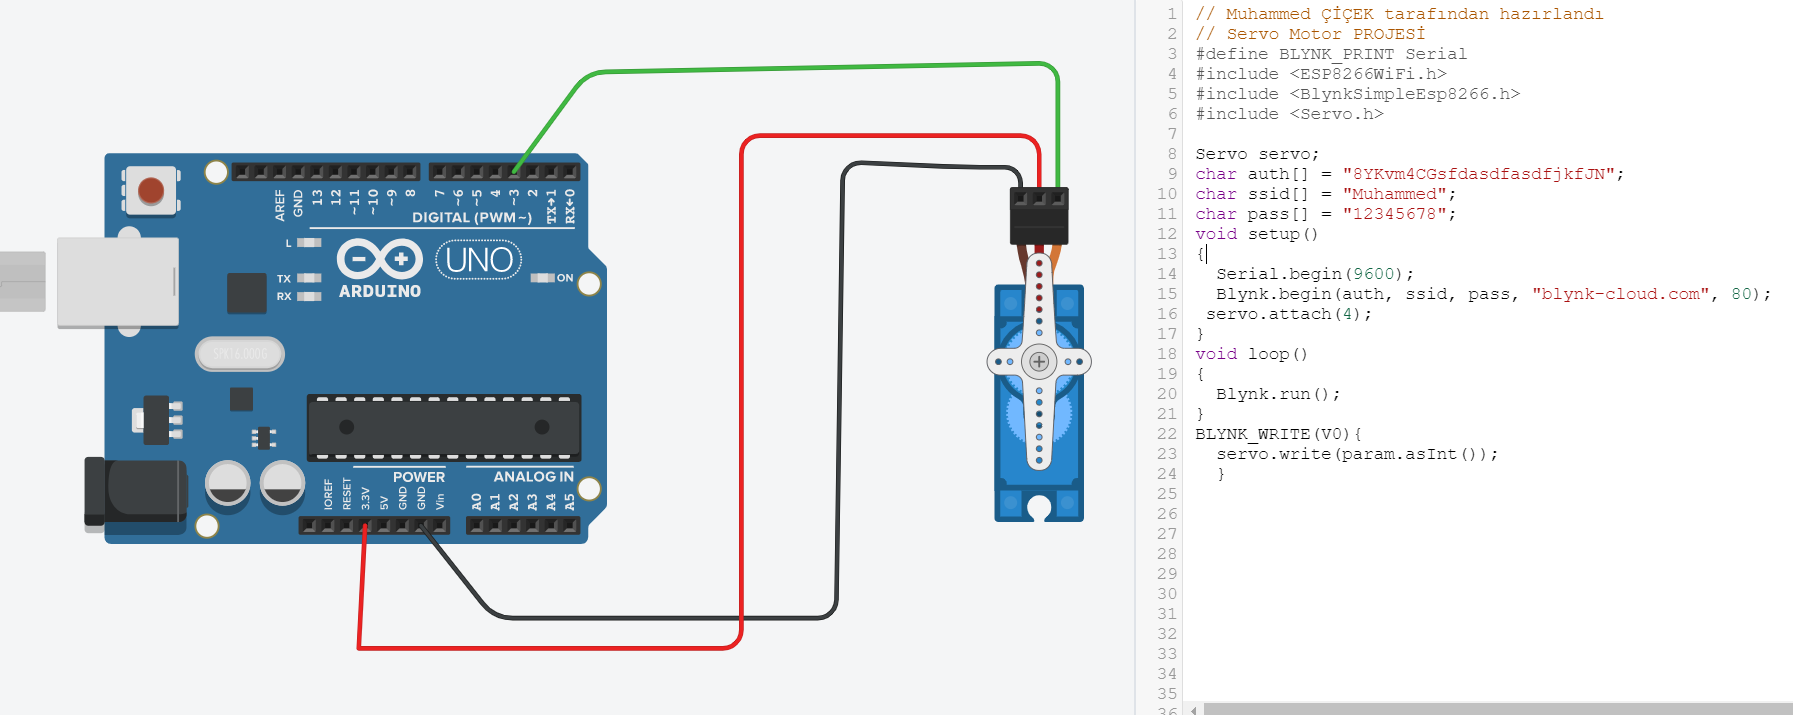 AREF
GND
13
12
~11
~10
~9
8
7
~6
~5
4
~3
2
TX→1
RX←0
DIGITAL (PWM~)
L
TX
RX
ARDUINO
UNO
ON
SPK16.000G
POWER
ANALOG IN
IOREF
RESET
3.3V
5V
GND
GND
Vin
A0
A1
A2
A3
A4
A5
1 // Muhammed ÇİÇEK tarafından hazırlandı
2 // Servo Motor PROJESİ
3 #define BLYNK_PRINT Serial
4 #include <ESP8266WiFi.h>
5 #include <BlynkSimpleEsp8266.h>
6 #include <Servo.h>
7
8 Servo servo;
9 char auth[] = "8YKvm4CGsfdasdfasdfjkfJN";
10 char ssid[] = "Muhammed";
11 char pass[] = "12345678";
12 void setup()
13 {
14   Serial.begin(9600);
15   Blynk.begin(auth, ssid, pass, "blynk-cloud.com", 80);
16  servo.attach(4);
17 }
18 void loop()
19 {
20   Blynk.run();
21 }
22 BLYNK_WRITE(V0){
23   servo.write(param.asInt());
24   }
25
26
27
28
29
30
31
32
33
34
35
36